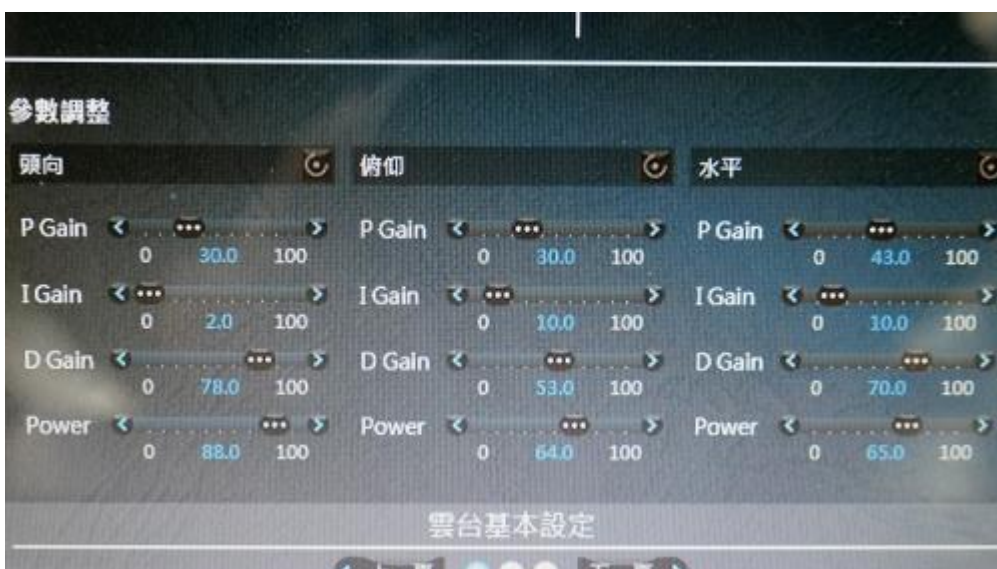 參數調整
頭向 俯仰 水平
P Gain P Gain P Gain
0 30.0 100 0 30.0 100 0 43.0 100
I Gain I Gain I Gain
0 2.0 100 0 10.0 100 0 10.0 100
D Gain D Gain D Gain
0 78.0 100 0 53.0 100 0 70.0 100
Power Power Power
0 88.0 100 0 64.0 100 0 65.0 100
雲台基本設定